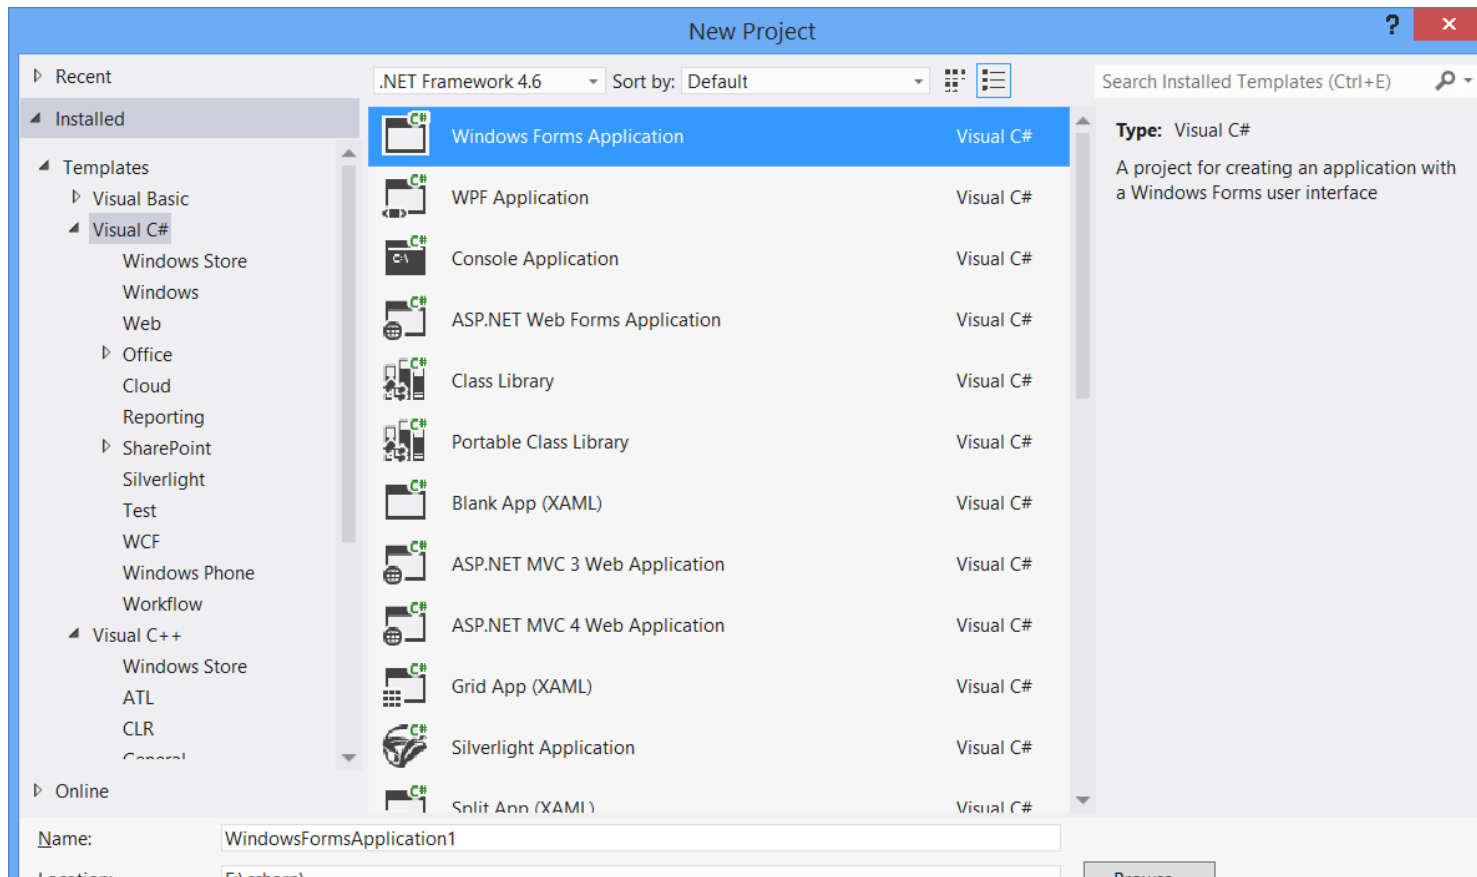 New Project
?
Recent
.NET Framework 4.6
Sort by: Default
Search Installed Templates (Ctrl+E)
Installed
Templates
Visual Basic
Visual C#
Windows Store
Windows
Web
Office
Cloud
Reporting
SharePoint
Silverlight
Test
WCF
Windows Phone
Workflow
Visual C++
Windows Store
ATL
CLR
General
Online
C# Windows Forms Application Visual C#
C# WPF Application Visual C#
C# C:\ Console Application Visual C#
C# ASP.NET Web Forms Application Visual C#
C# Class Library Visual C#
C# Portable Class Library Visual C#
C# Blank App (XAML) Visual C#
C# ASP.NET MVC 3 Web Application Visual C#
C# ASP.NET MVC 4 Web Application Visual C#
C# Grid App (XAML) Visual C#
C# Silverlight Application Visual C#
C# Split App (XAML) Visual C#
Type: Visual C#
A project for creating an application with
a Windows Forms user interface
Name: WindowsFormsApplication1
Location:
Browse